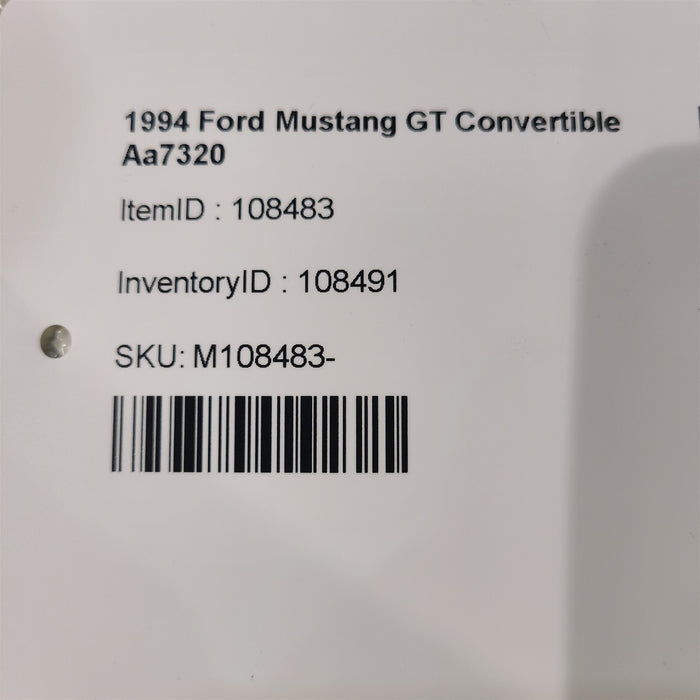 1994 Ford Mustang GT Convertible
Aa7320
ItemID : 108483
InventoryID : 108491
SKU: M108483-